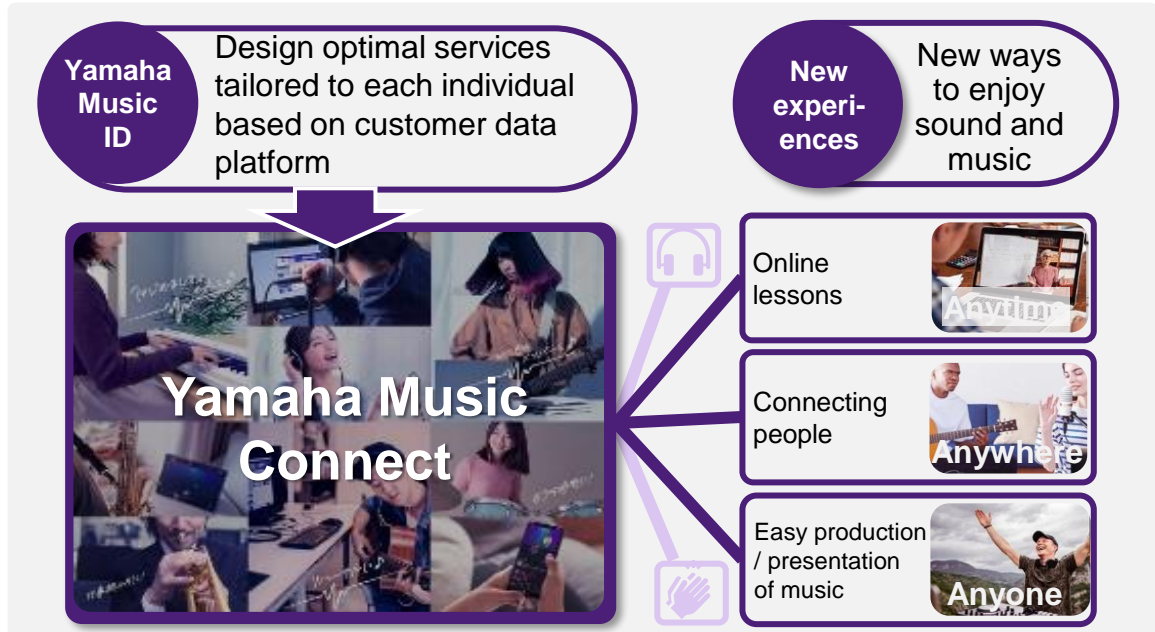 Yamaha
Music
ID
Design optimal services
tailored to each individual
based on customer data
platform
New
experi-
ences
New ways
to enjoy
sound and
music
Yamaha Music
Connect
Online
lessons
Anytime
Connecting
people
Anywhere
Easy production
/ presentation
of music
Anyone